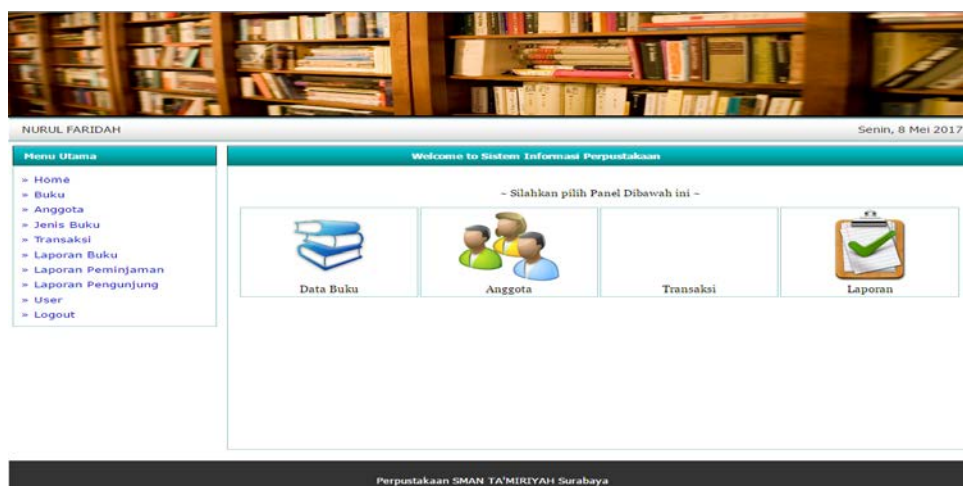 NURUL FARIDAH
Senin, 8 Mei 2017
Menu Utama
» Home
» Buku
» Anggota
» Jenis Buku
» Transaksi
» Laporan Buku
» Laporan Peminjaman
» Laporan Pengunjung
» User
» Logout
Welcome to Sistem Informasi Perpustakaan
~ Silahkan pilih Panel Dibawah ini ~
Data Buku
Anggota
Transaksi
Laporan
Perpustakaan SMAN TA'MIRIYAH Surabaya